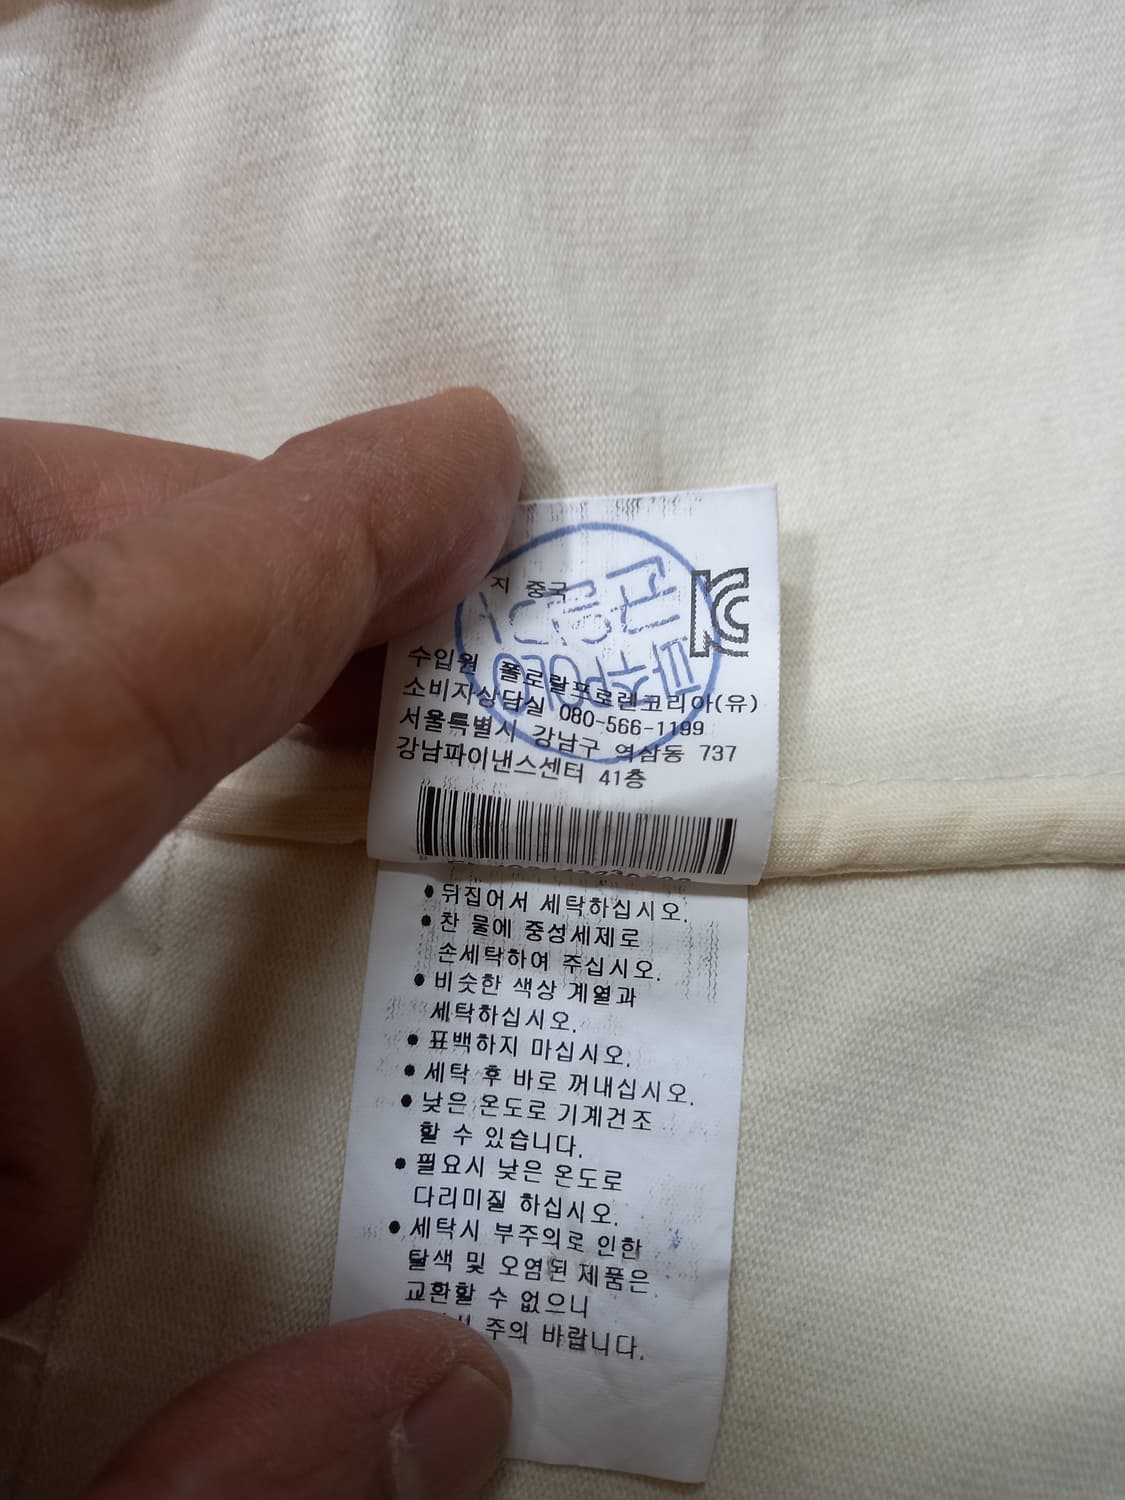 지 중국
KC
수입원 폴로랄프로렌코리아(유)
소비자상담실 080-566-1199
서울특별시 강남구 역삼동 737
강남파이낸스센터 41층
● 뒤집어서 세탁하십시오.
● 찬 물에 중성세제로
손세탁하여 주십시오.
● 비슷한 색상 계열과
세탁하십시오.
● 표백하지 마십시오.
● 세탁 후 바로 꺼내십시오.
● 낮은 온도로 기계건조
할 수 있습니다.
● 필요시 낮은 온도로
다리미질 하십시오.
● 세탁시 부주의로 인한
탈색 및 오염된 제품은
교환할 수 없으니
주의 바랍니다.